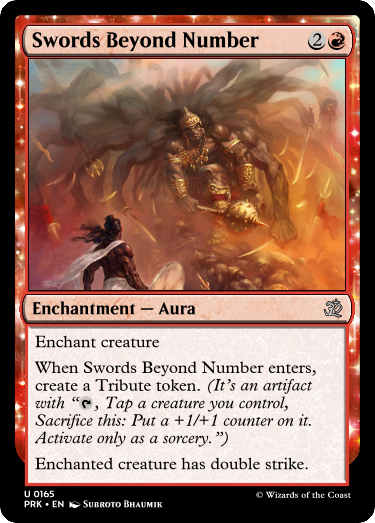 Swords Beyond Number 2
Enchantment — Aura
Enchant creature
When Swords Beyond Number enters,
create a Tribute token. (It's an artifact
with “, Tap a creature you control,
Sacrifice this: Put a +1/+1 counter on it.
Activate only as a sorcery.”)
Enchanted creature has double strike.
U 0165
PRK • EN SUBROTO BHAUMIK © Wizards of the Coast